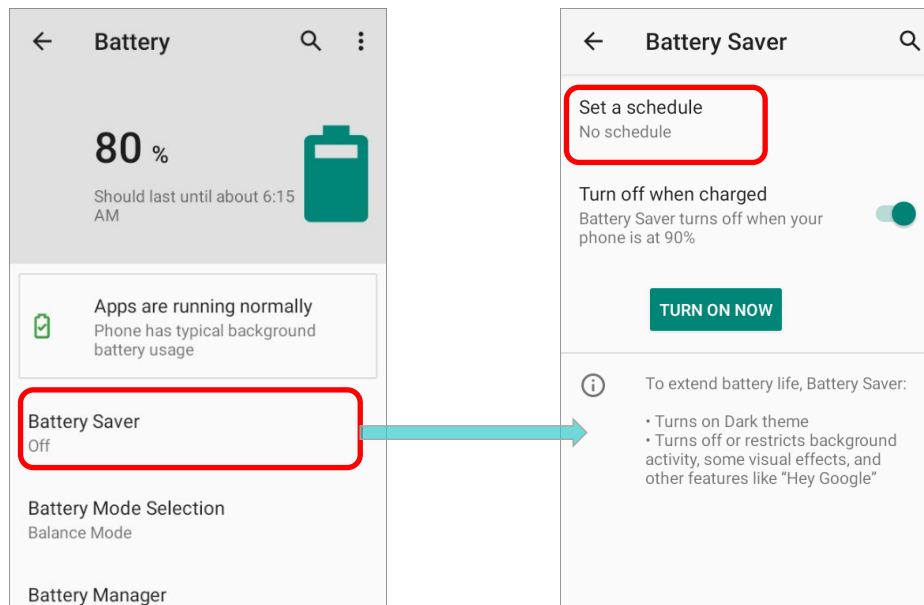 Battery
80 %
Should last until about 6:15
AM
Apps are running normally
Phone has typical background
battery usage
Battery Saver
Off
Battery Mode Selection
Balance Mode
Battery Manager
Battery Saver
Set a schedule
No schedule
Turn off when charged
Battery Saver turns off when your
phone is at 90%
TURN ON NOW
To extend battery life, Battery Saver:
• Turns on Dark theme
• Turns off or restricts background
activity, some visual effects, and
other features like “Hey Google”